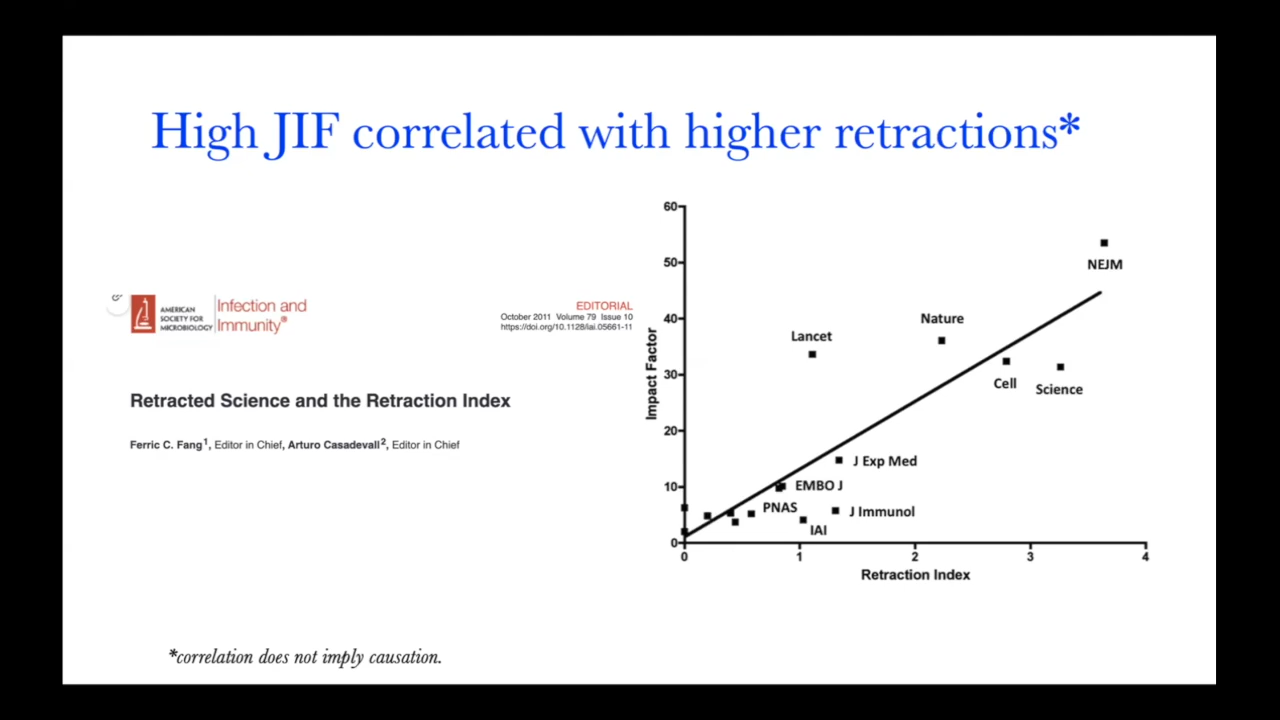 High JIF correlated with higher retractions*
AMERICAN
SOCIETY FOR
MICROBIOLOGY
Infection and
Immunity®
EDITORIAL
October 2011 Volume 79 Issue 10
https://doi.org/10.1128/iai.05661-11
Retracted Science and the Retraction Index
Ferric C. Fang1, Editor in Chief, Arturo Casadevall2, Editor in Chief
Impact Factor
60
50
40
30
20
10
0
NEJM
Nature
Lancet
Cell
Science
J Exp Med
EMBO J
PNAS
J Immunol
IAI
0 1 2 3 4
Retraction Index
*correlation does not imply causation.